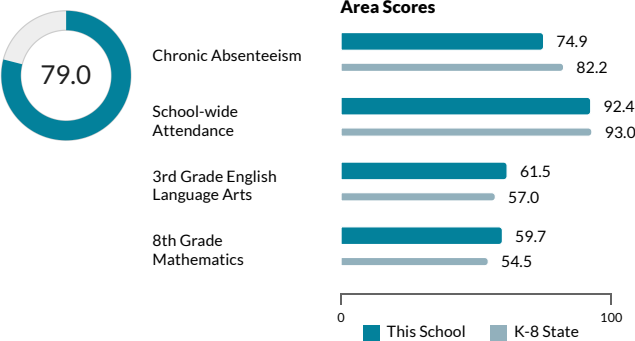 Area Scores
79.0
Chronic Absenteeism
74.9
82.2
School-wide
Attendance
92.4
93.0
3rd Grade English
Language Arts
61.5
57.0
8th Grade
Mathematics
59.7
54.5
0
100
This School
K-8 State